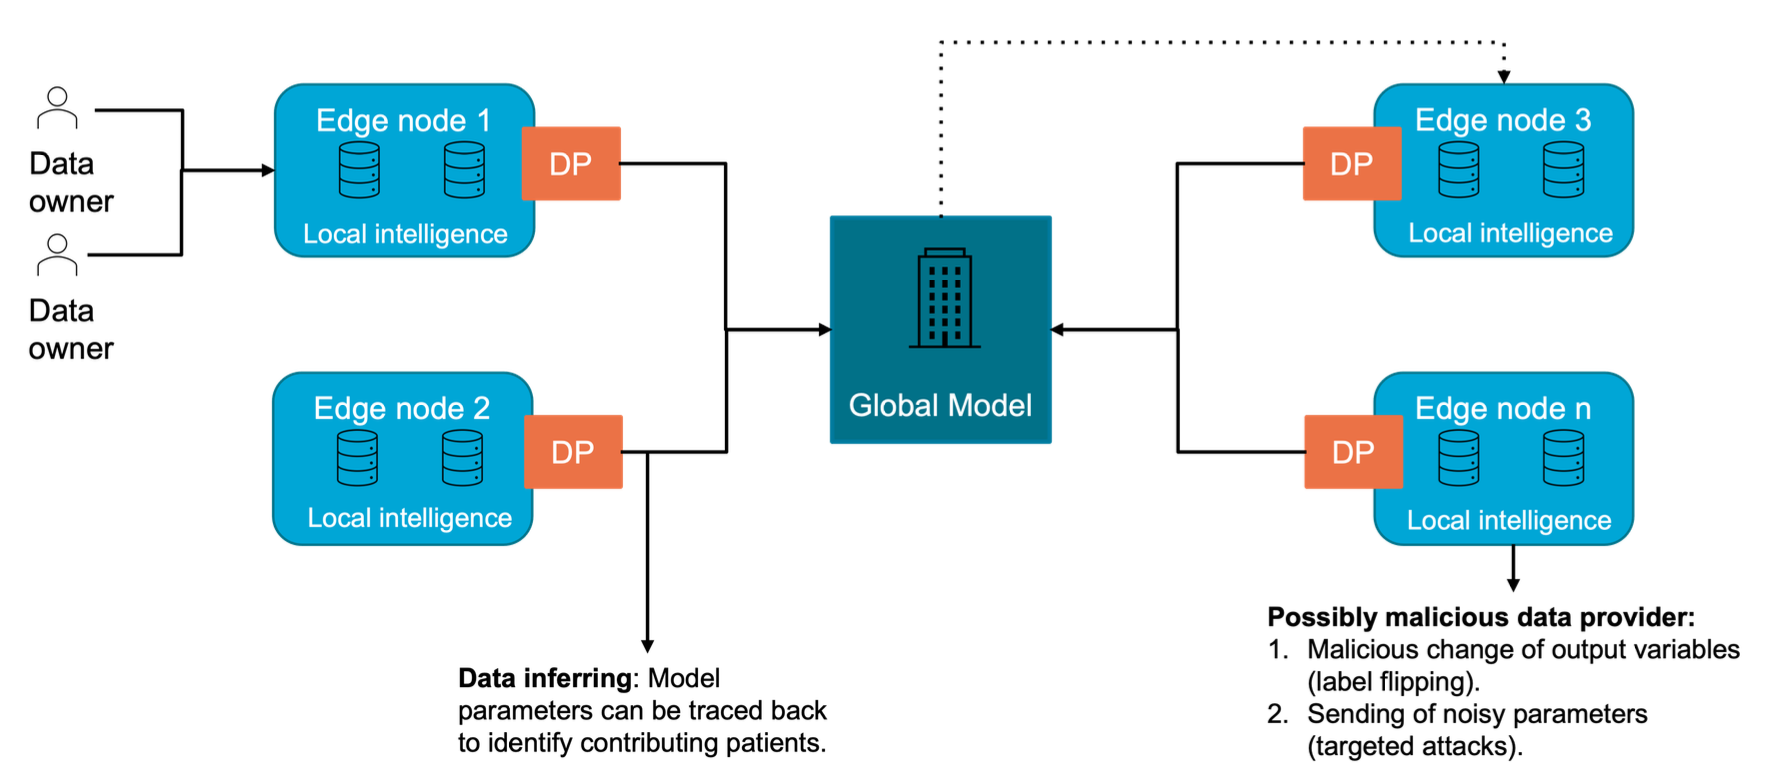 Data
owner
Data
owner
Edge node 1
DP
Local intelligence
Edge node 2
DP
Local intelligence
Global Model
Edge node 3
DP
Local intelligence
Edge node n
DP
Local intelligence
Data inferring: Model
parameters can be traced back
to identify contributing patients.
Possibly malicious data provider:
1. Malicious change of output variables
(label flipping).
2. Sending of noisy parameters
(targeted attacks).